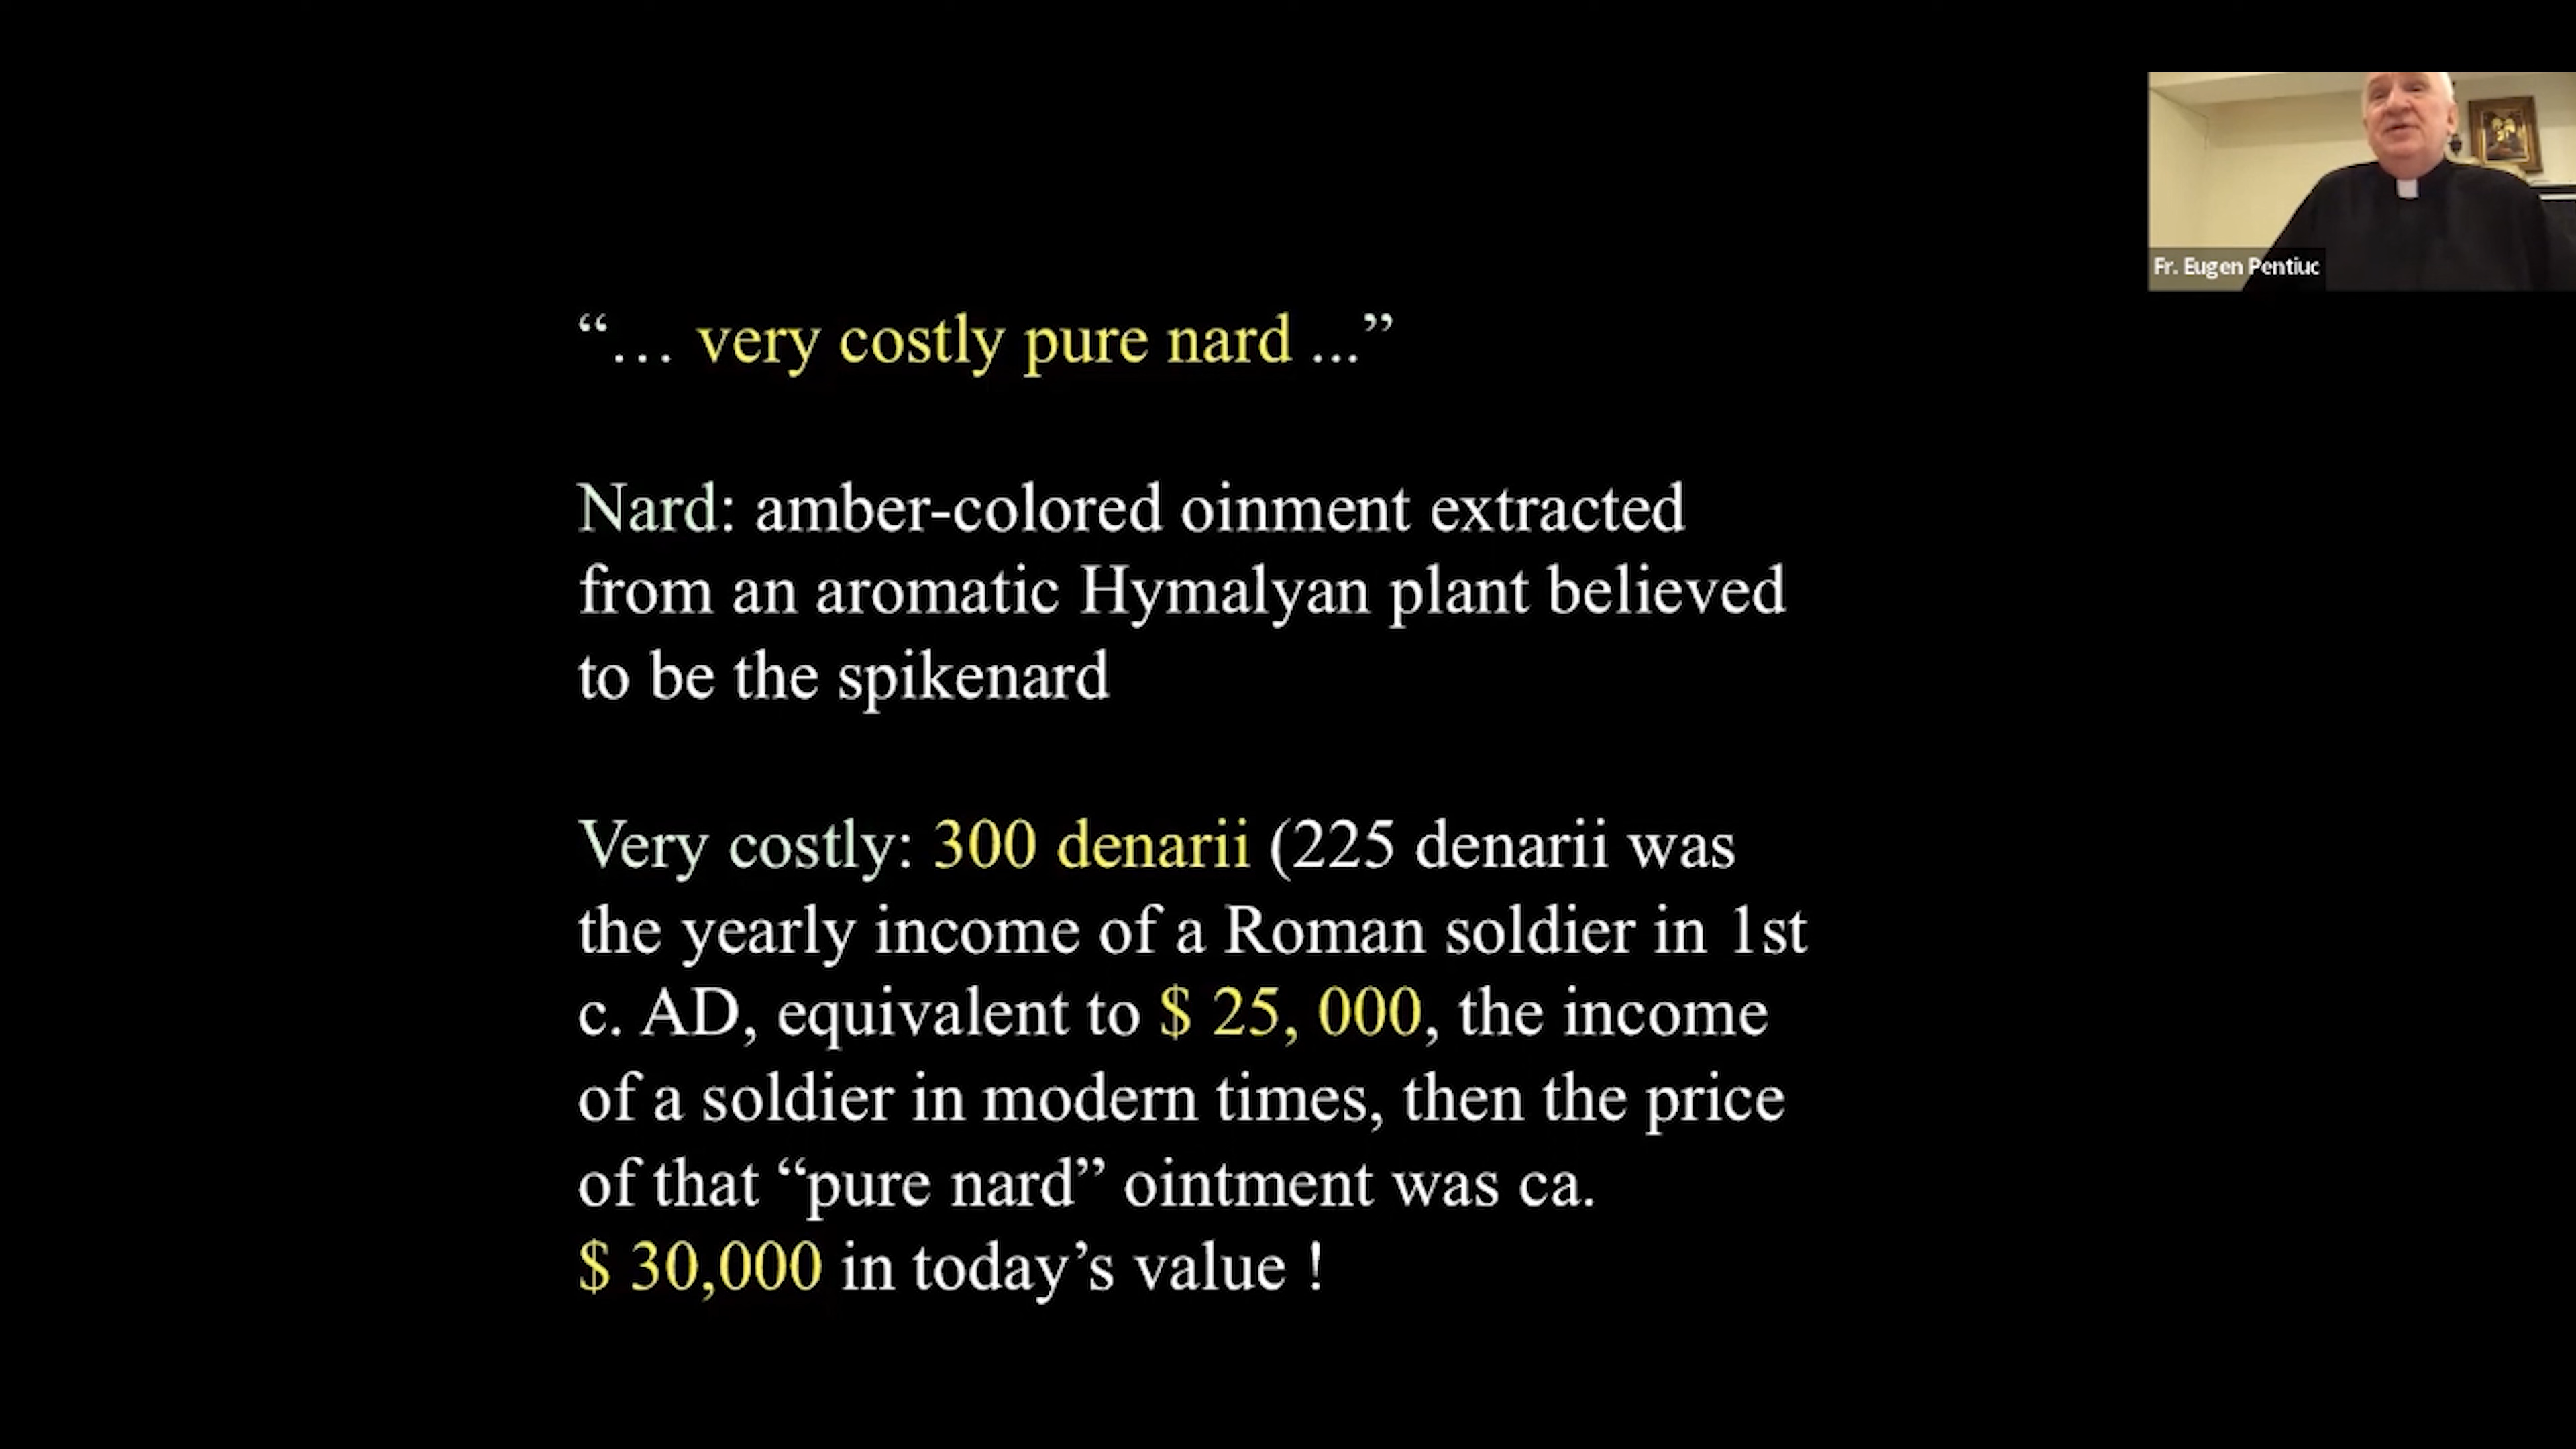 Fr. Eugen Pentiuc
“... very costly pure nard ...”
Nard: amber-colored oinment extracted
from an aromatic Hymalyan plant believed
to be the spikenard
Very costly: 300 denarii (225 denarii was
the yearly income of a Roman soldier in 1st
c. AD, equivalent to $ 25, 000, the income
of a soldier in modern times, then the price
of that “pure nard” ointment was ca.
$ 30,000 in today’s value !